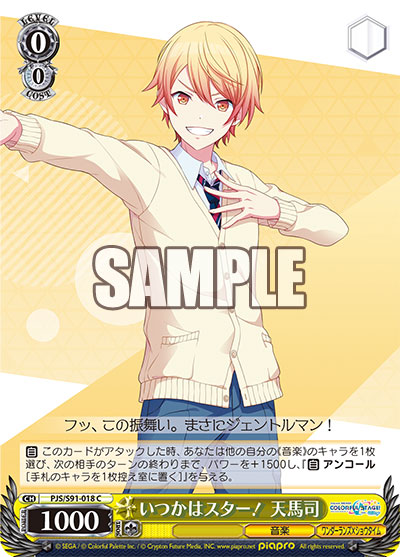 LEVEL
0
0
COST
SAMPLE
フッ、この振舞い。まさにジェントルマン！
自 このカードがアタックした時、あなたは他の自分の《音楽》のキャラを1枚
選び、次の相手のターンの終わりまで、パワーを+1500し、『自 アンコール
［手札のキャラを1枚控え室に置く］』を与える。
CH PJS/S91-018 C
いつかはスター！ 天馬司
COLORFUL STAGE!
POWER
1000
音楽
ワンダーランズ×ショウタイム
© SEGA / © Colorful Palette Inc. / © Crypton Future Media, INC. www.piapro.net piapro All rights reserved.